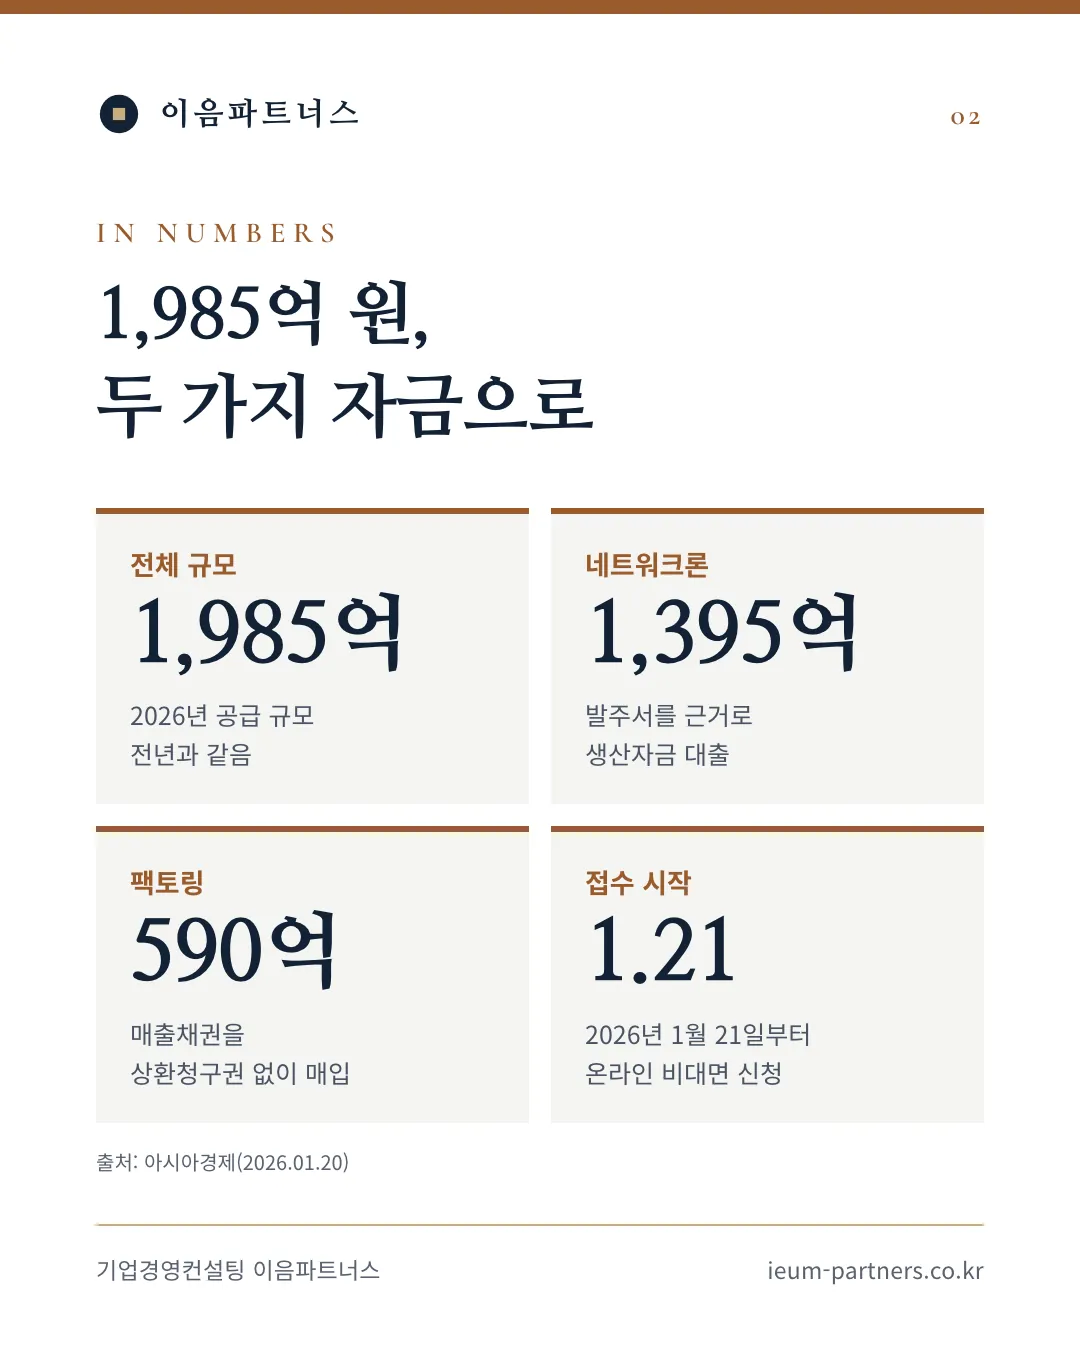 이음파트너스
02
IN NUMBERS
1,985억 원,
두 가지 자금으로
전체 규모
1,985억
2026년 공급 규모
전년과 같음
네트워크론
1,395억
발주서를 근거로
생산자금 대출
팩토링
590억
매출채권을
상환청구권 없이 매입
접수 시작
1.21
2026년 1월 21일부터
온라인 비대면 신청
출처: 아시아경제(2026.01.20)
기업경영컨설팅 이음파트너스
ieum-partners.co.kr